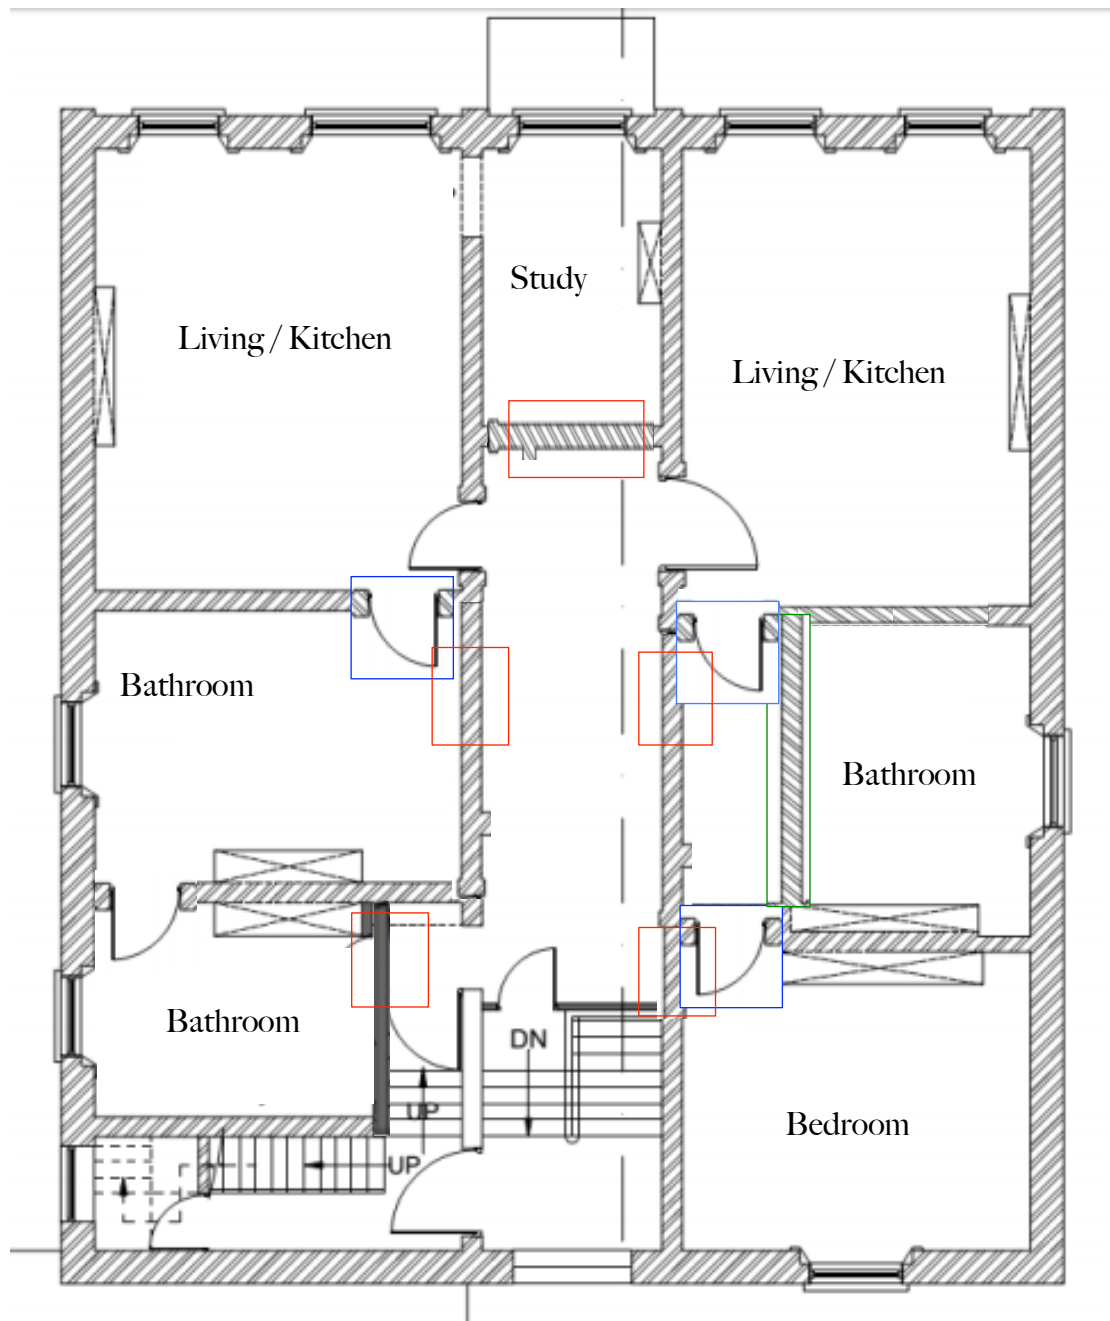 Study
Living / Kitchen
Living / Kitchen
Bathroom
Bathroom
Bathroom
DN
UP
Bedroom
UP